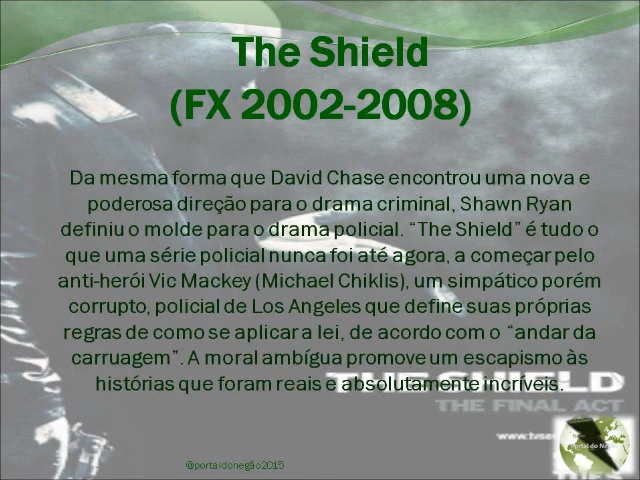 The Shield
(FX 2002-2008)
Da mesma forma que David Chase encontrou uma nova e
poderosa direção para o drama criminal, Shawn Ryan
definiu o molde para o drama policial. “The Shield” é tudo o
que uma série policial nunca foi até agora, a começar pelo
anti-herói Vic Mackey (Michael Chiklis), um simpático porém
corrupto, policial de Los Angeles que define suas próprias
regras de como se aplicar a lei, de acordo com o “andar da
carruagem”. A moral ambígua promove um escapismo às
histórias que foram reais e absolutamente incríveis.
THE SHIELD
THE FINAL ACT
@portaldonegão2015